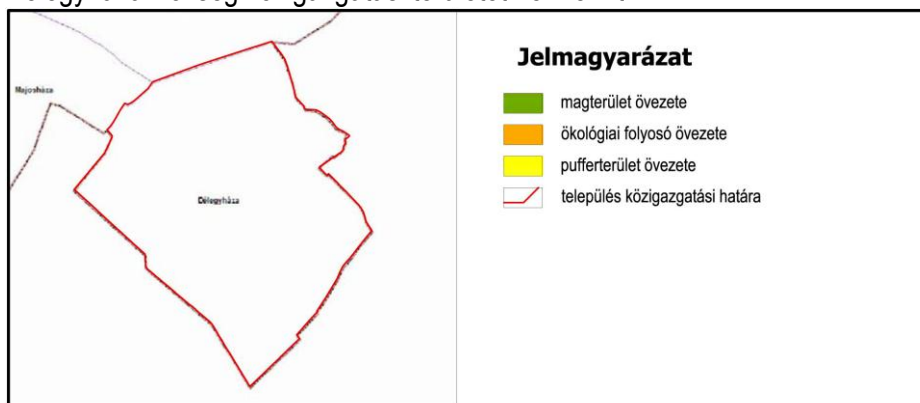 Jelmagyarázat
Majosháza
magterület övezete
ökológiai folyosó övezete
pufferterület övezete
Délegyháza
település közigazgatási határa